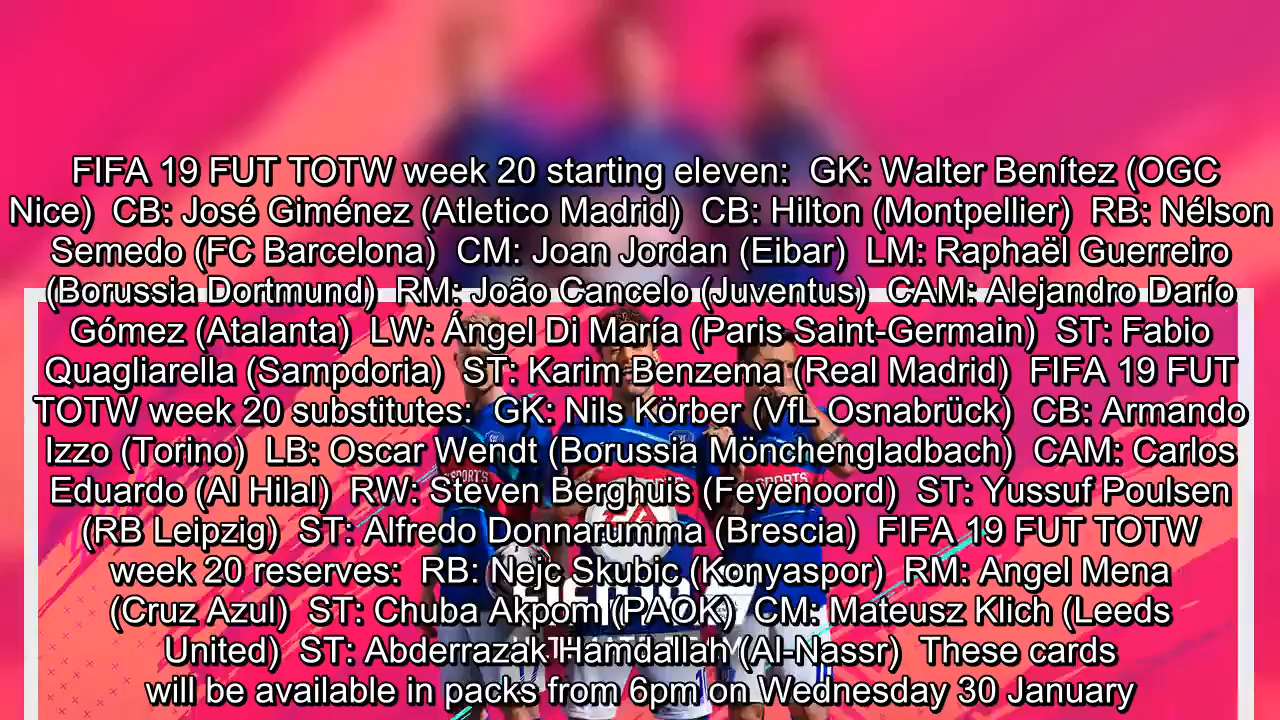 FIFA 19 FUT TOTW week 20 starting eleven:  GK: Walter Benítez (OGC
Nice)  CB: José Giménez (Atletico Madrid)  CB: Hilton (Montpellier)  RB: Nélson
Semedo (FC Barcelona)  CM: Joan Jordan (Eibar)  LM: Raphaël Guerreiro
(Borussia Dortmund)  RM: João Cancelo (Juventus)  CAM: Alejandro Darío
Gómez (Atalanta)  LW: Ángel Di María (Paris Saint-Germain)  ST: Fabio
Quagliarella (Sampdoria)  ST: Karim Benzema (Real Madrid)  FIFA 19 FUT
TOTW week 20 substitutes:  GK: Nils Körber (VfL Osnabrück)  CB: Armando
Izzo (Torino)  LB: Oscar Wendt (Borussia Mönchengladbach)  CAM: Carlos
Eduardo (Al Hilal)  RW: Steven Berghuis (Feyenoord)  ST: Yussuf Poulsen
(RB Leipzig)  ST: Alfredo Donnarumma (Brescia)  FIFA 19 FUT TOTW
week 20 reserves:  RB: Nejc Skubic (Konyaspor)  RM: Angel Mena
(Cruz Azul)  ST: Chuba Akpom (PAOK)  CM: Mateusz Klich (Leeds
United)  ST: Abderrazak Hamdallah (Al-Nassr)  These cards
will be available in packs from 6pm on Wednesday 30 January